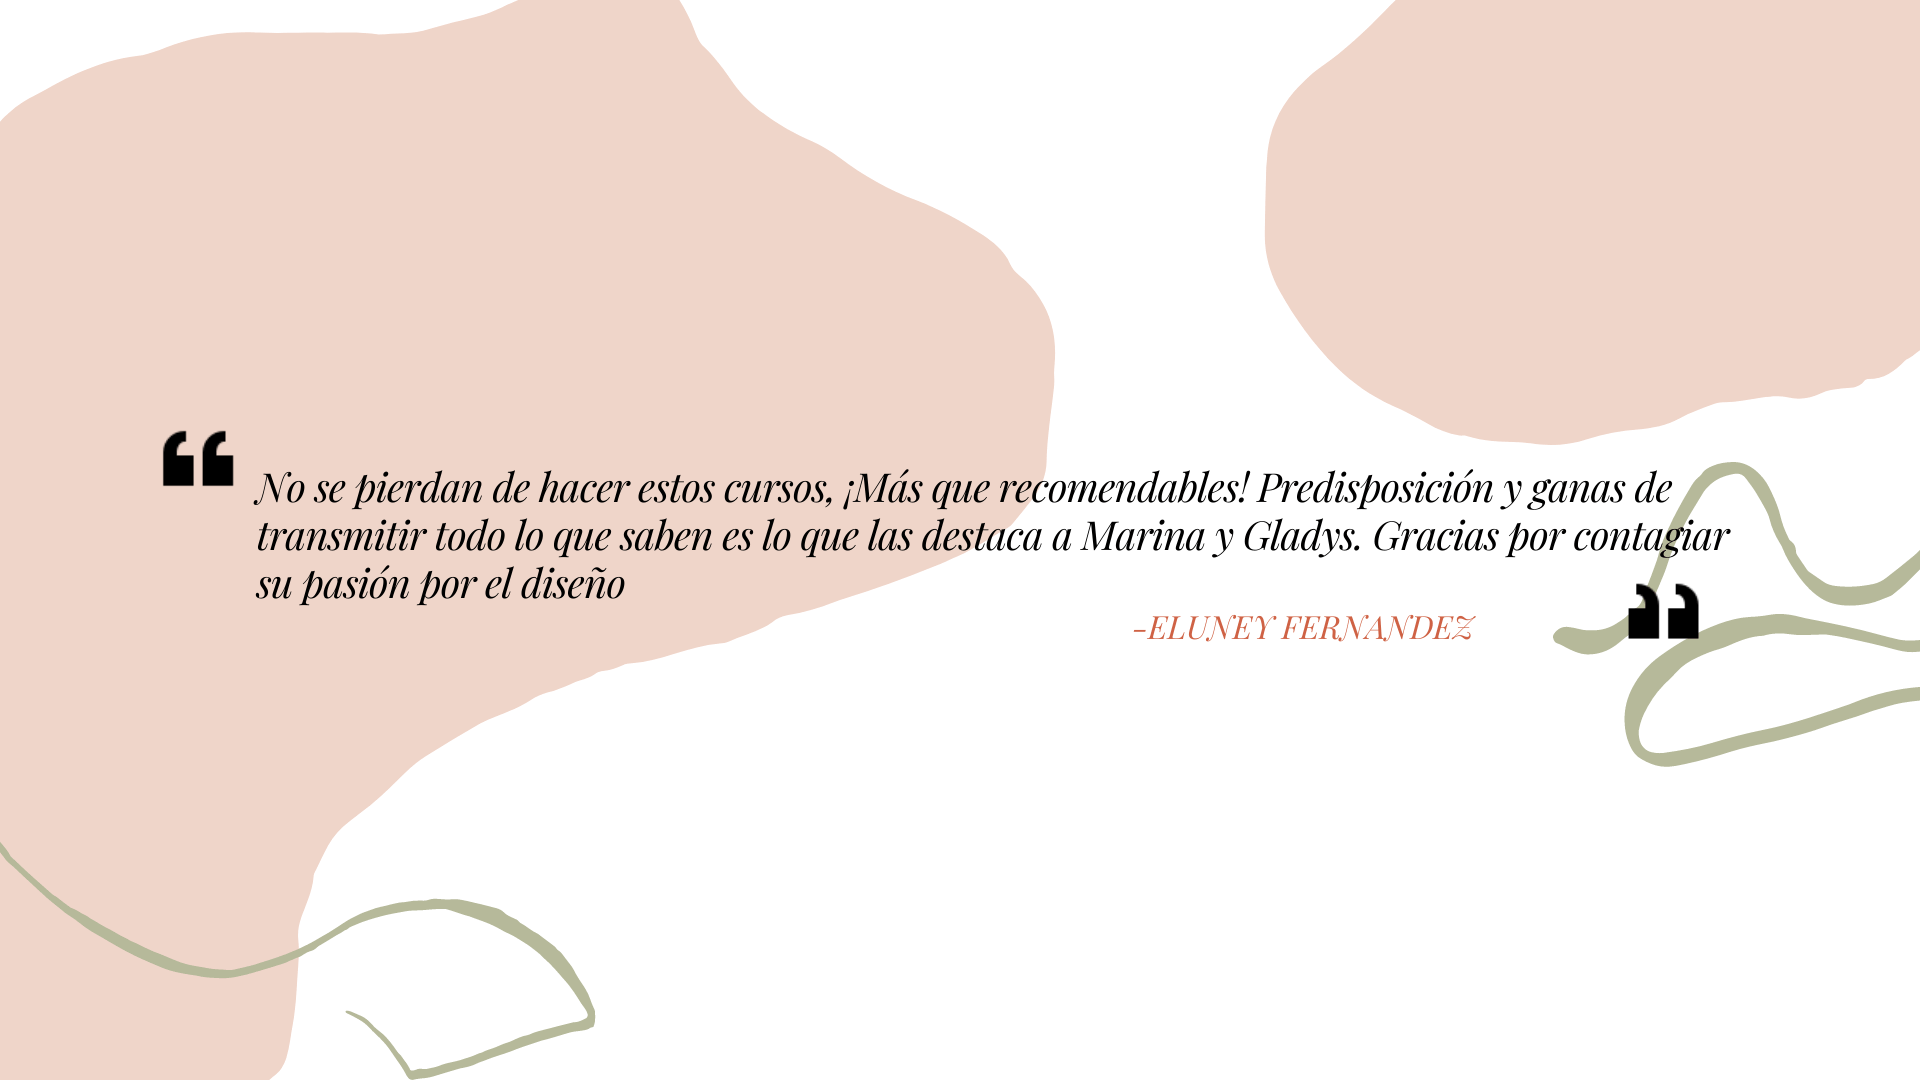 “No se pierdan de hacer estos cursos, ¡Más que recomendables! Predisposición y ganas de
transmitir todo lo que saben es lo que las destaca a Marina y Gladys. Gracias por contagiar
su pasión por el diseño
-ELUNEY FERNANDEZ ”